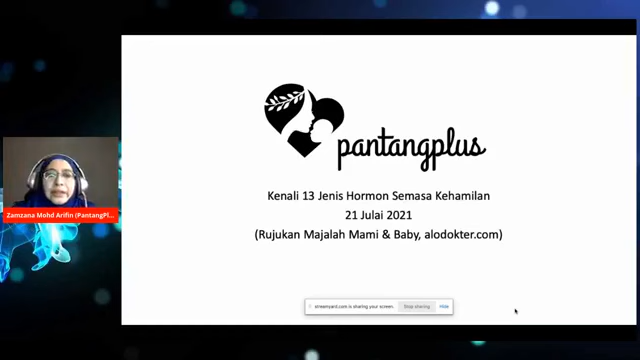 pantangplus
Kenali 13 Jenis Hormon Semasa Kehamilan
21 Julai 2021
(Rujukan Majalah Mami & Baby, alodokter.com)
Zamzana Mohd Arifin (PantangPl...
streamyard.com is sharing your screen. Stop sharing Hide